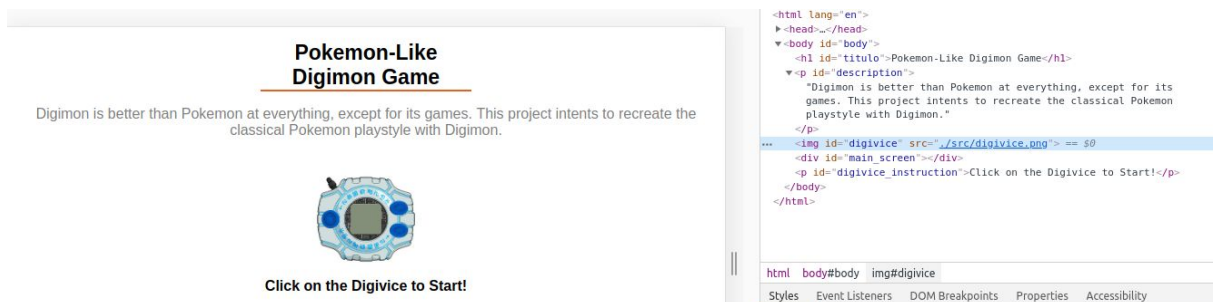 Pokemon-Like
Digimon Game
Digimon is better than Pokemon at everything, except for its games. This project intents to recreate the
classical Pokemon playstyle with Digimon.
Click on the Digivice to Start!
<html lang="en">
▶<head>…</head>
▼<body id="body">
<h1 id="titulo">Pokemon-Like Digimon Game</h1>
▼<p id="description">
"Digimon is better than Pokemon at everything, except for its
games. This project intents to recreate the classical Pokemon
playstyle with Digimon."
</p>
<img id="digivice" src="./src/digivice.png"> == $0
<div id="main_screen"></div>
<p id="digivice_instruction">Click on the Digivice to Start!</p>
</body>
</html>
html body#body img#digivice
Styles Event Listeners DOM Breakpoints Properties Accessibility